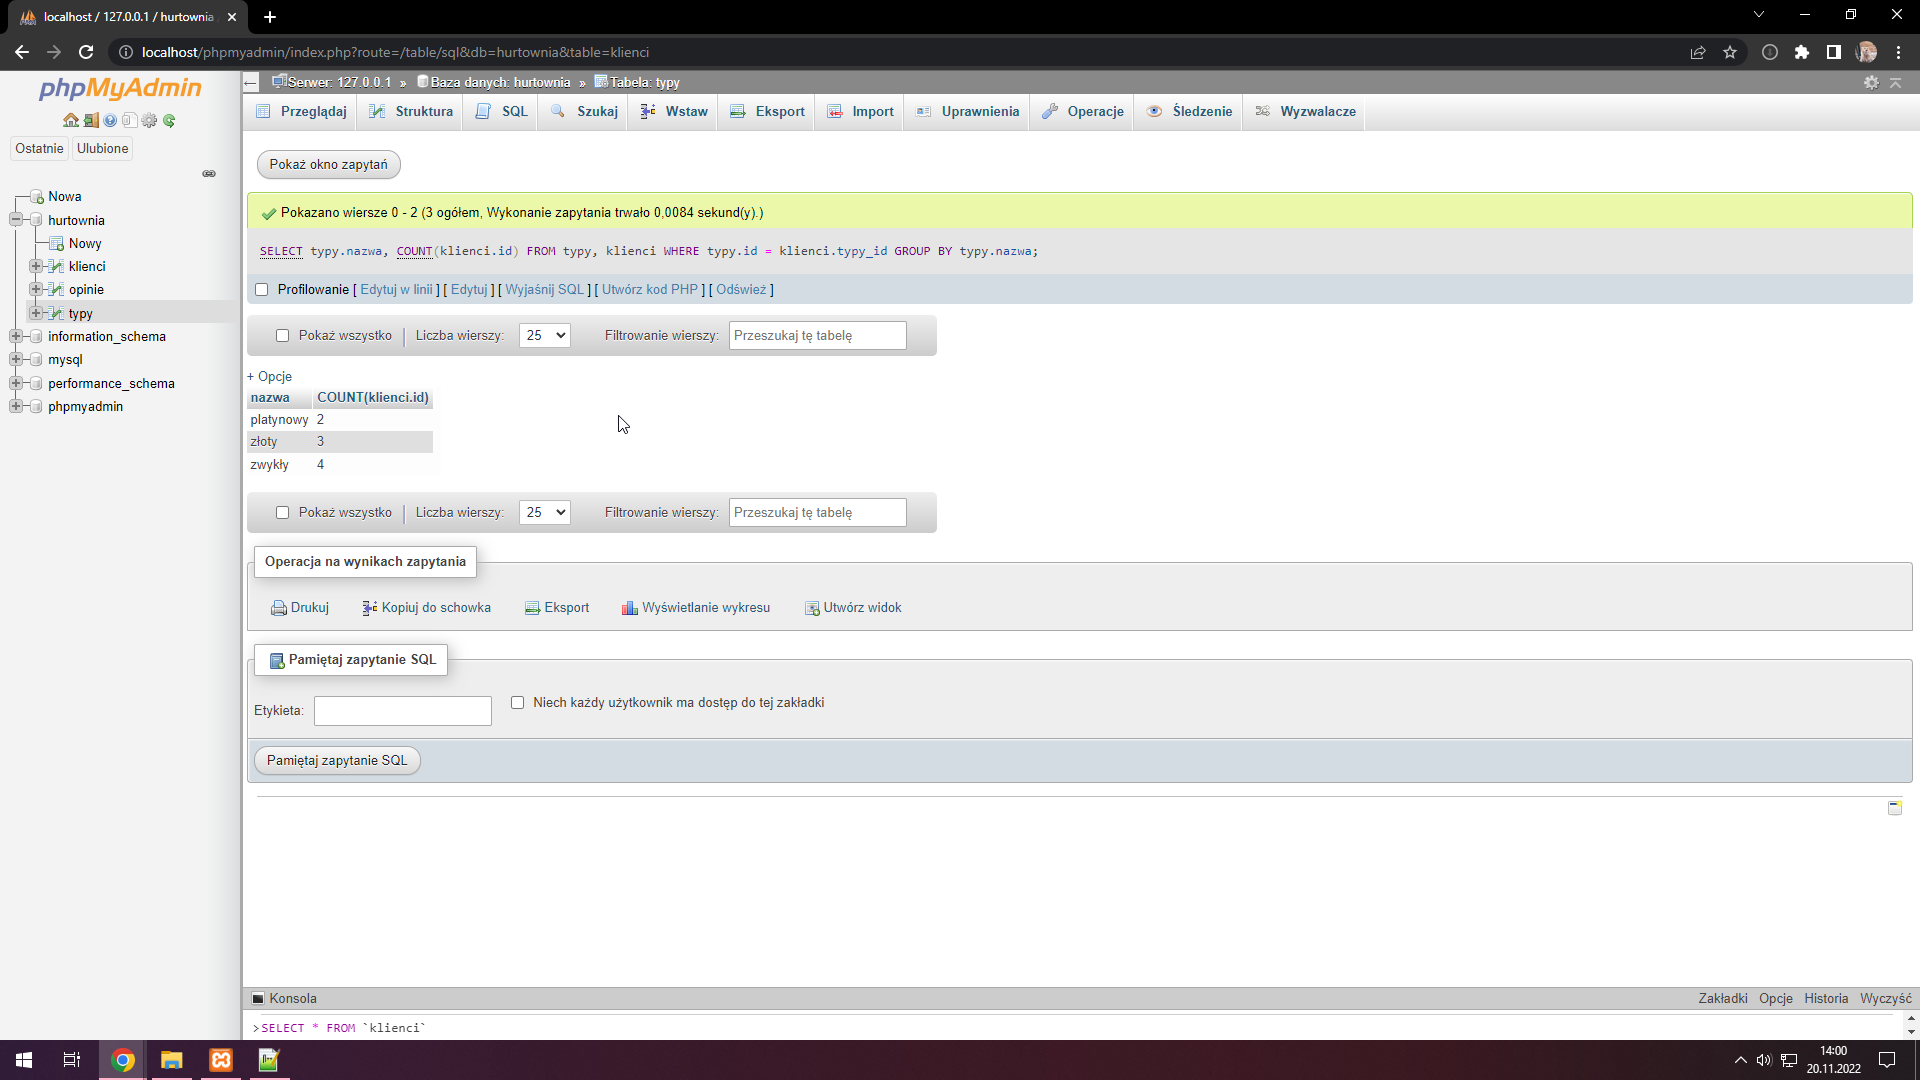 localhost / 127.0.0.1 / hurtownia
localhost/phpmyadmin/index.php?route=/table/sql&db=hurtownia&table=klienci
phpMyAdmin
Ostatnie Ulubione
Nowa
hurtownia
Nowy
klienci
opinie
typy
information_schema
mysql
performance_schema
phpmyadmin
Serwer: 127.0.0.1 » Baza danych: hurtownia » Tabela: typy
Przeglądaj Struktura SQL Szukaj Wstaw Eksport Import Uprawnienia Operacje Śledzenie Wyzwalacze
Pokaż okno zapytań
Pokazano wiersze 0 - 2 (3 ogółem, Wykonanie zapytania trwało 0,0084 sekund(y).)
SELECT typy.nazwa, COUNT(klienci.id) FROM typy, klienci WHERE typy.id = klienci.typy_id GROUP BY typy.nazwa;
Profilowanie [ Edytuj w linii ] [ Edytuj ] [ Wyjaśnij SQL ] [ Utwórz kod PHP ] [ Odśwież ]
Pokaż wszystko | Liczba wierszy: 25 Filtrowanie wierszy: Przeszukaj tę tabelę
+ Opcje
nazwa COUNT(klienci.id)
platynowy 2
złoty 3
zwykły 4
Pokaż wszystko | Liczba wierszy: 25 Filtrowanie wierszy: Przeszukaj tę tabelę
Operacja na wynikach zapytania
Drukuj Kopiuj do schowka Eksport Wyświetlanie wykresu Utwórz widok
Pamiętaj zapytanie SQL
Etykieta: Niech każdy użytkownik ma dostęp do tej zakładki
Pamiętaj zapytanie SQL
Konsola Zakładki Opcje Historia Wyczyść
>SELECT * FROM `klienci`
14:00
20.11.2022